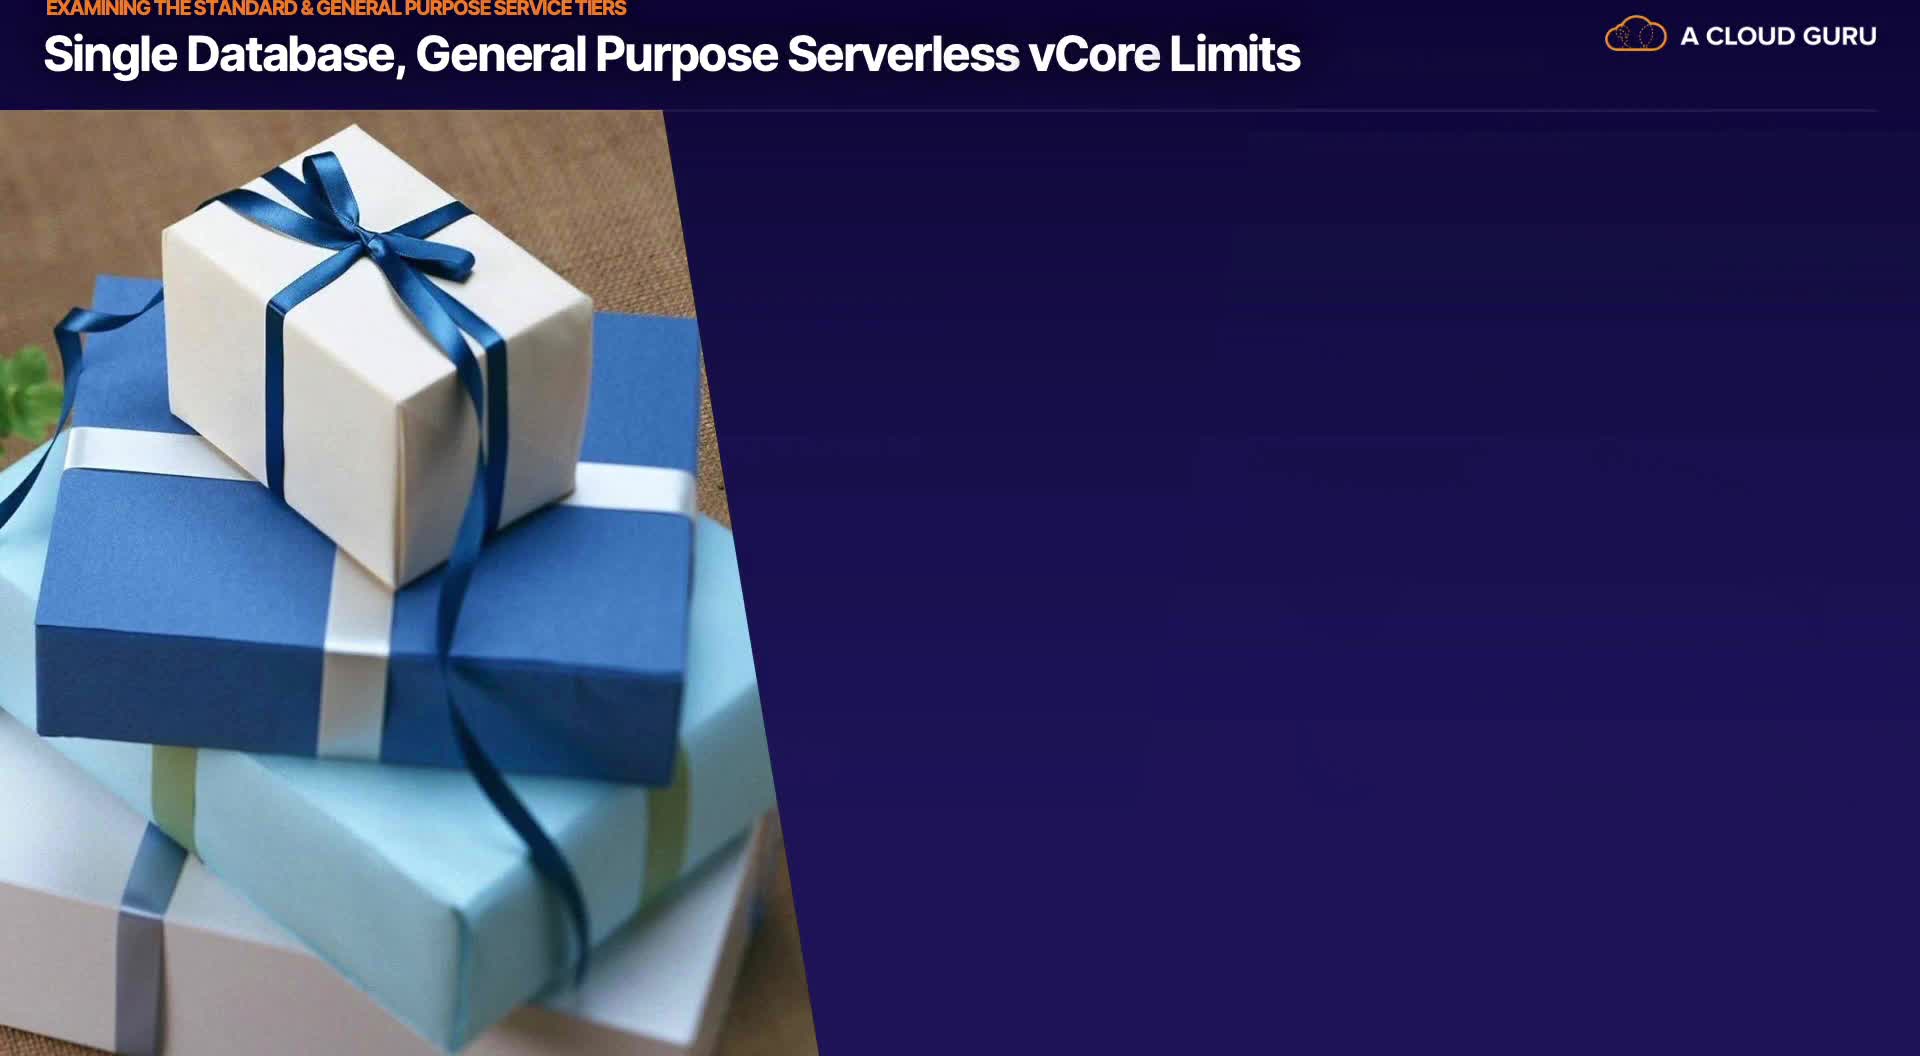 EXAMINING THE STANDARD & GENERAL PURPOSE SERVICE TIERS
Single Database, General Purpose Serverless vCore Limits
A CLOUD GURU